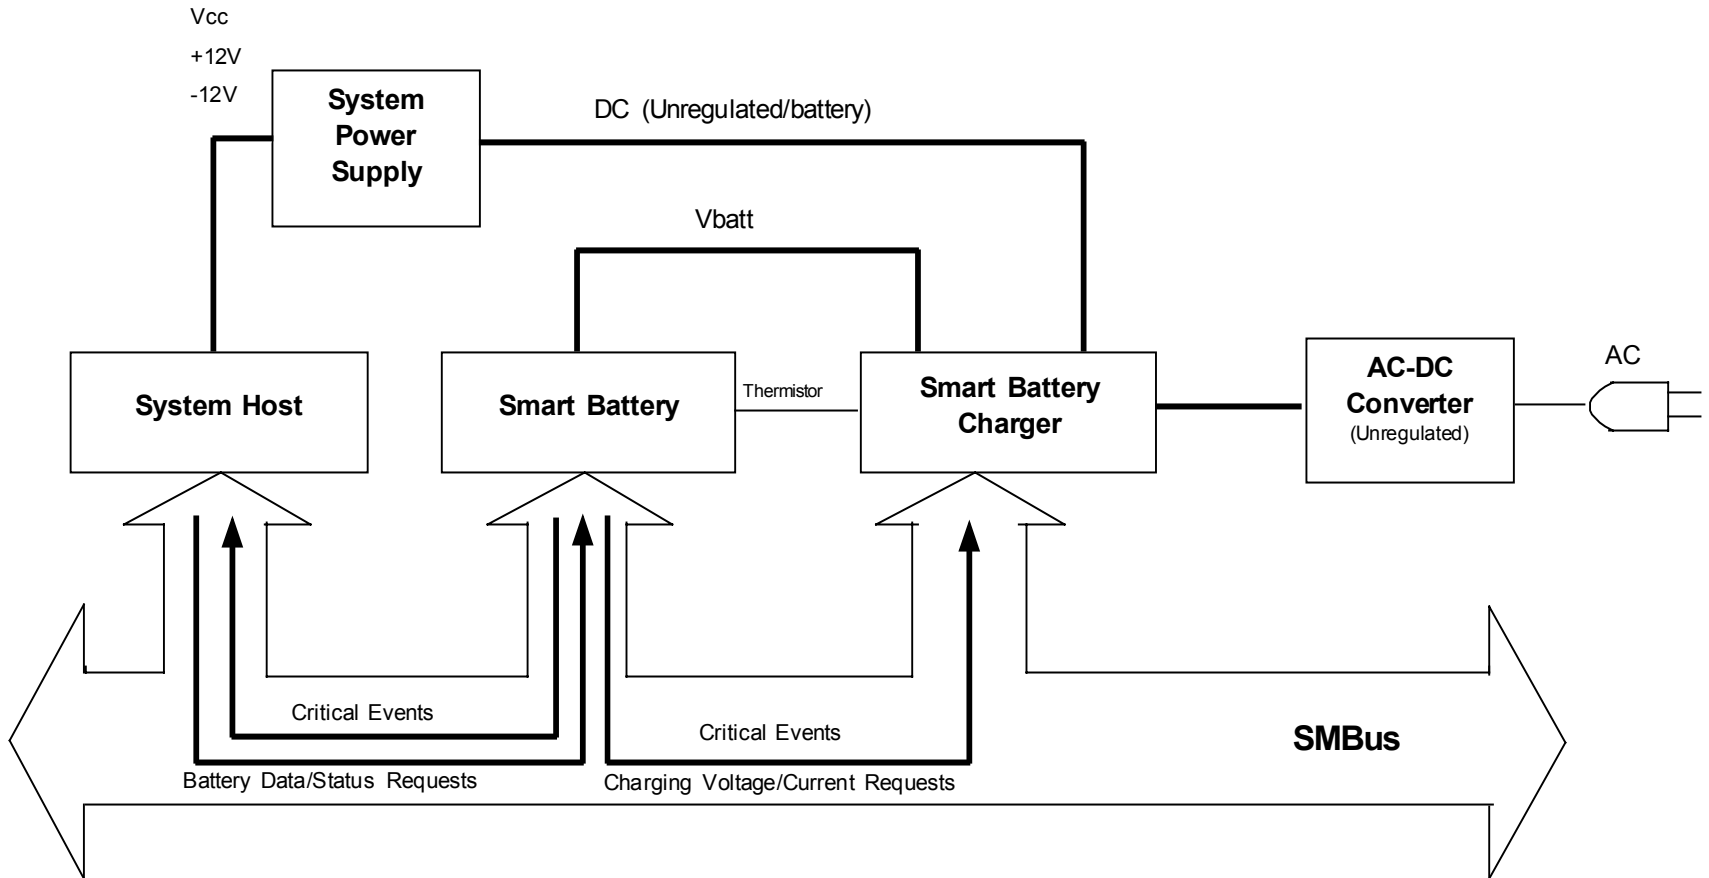 Vcc
+12V
-12V
System
Power
Supply
DC (Unregulated/battery)
Vbatt
System Host
Smart Battery
Thermistor
Smart Battery
Charger
AC-DC
Converter
(Unregulated)
AC
Critical Events
Battery Data/Status Requests
Critical Events
Charging Voltage/Current Requests
SMBus